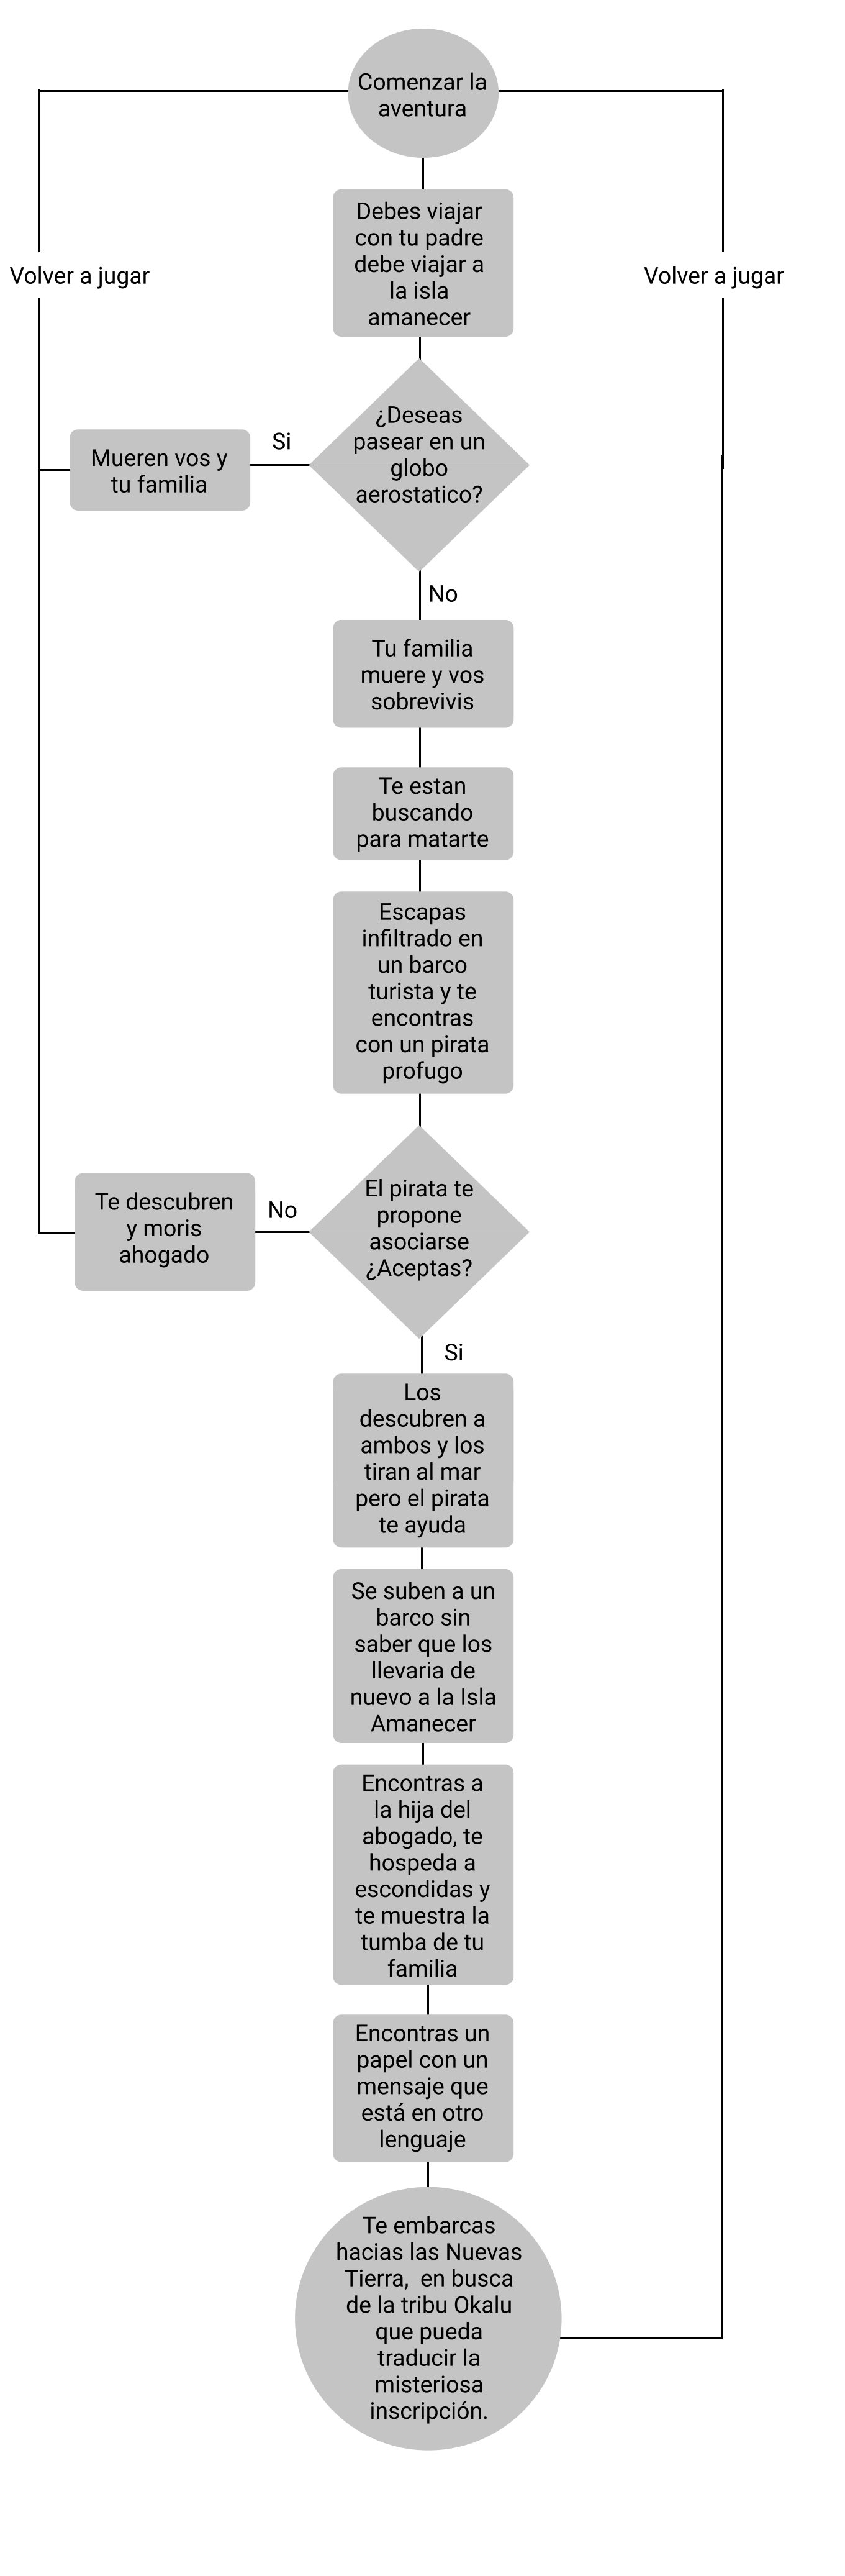 Comenzar la
aventura
Debes viajar
con tu padre
debe viajar a
la isla
amanecer
Volver a jugar
Volver a jugar
¿Deseas
pasear en un
globo
aerostatico?
Si
Mueren vos y
tu familia
No
Tu familia
muere y vos
sobrevivis
Te estan
buscando
para matarte
Escapas
infiltrado en
un barco
turista y te
encontras
con un pirata
profugo
El pirata te
propone
asociarse
¿Aceptas?
No
Te descubren
y moris
ahogado
Si
Los
descubren a
ambos y los
tiran al mar
pero el pirata
te ayuda
Se suben a un
barco sin
saber que los
llevaria de
nuevo a la Isla
Amanecer
Encontras a
la hija del
abogado, te
hospeda a
escondidas y
te muestra la
tumba de tu
familia
Encontras un
papel con un
mensaje que
está en otro
lenguaje
Te embarcas
hacias las Nuevas
Tierra, en busca
de la tribu Okalu
que pueda
traducir la
misteriosa
inscripción.